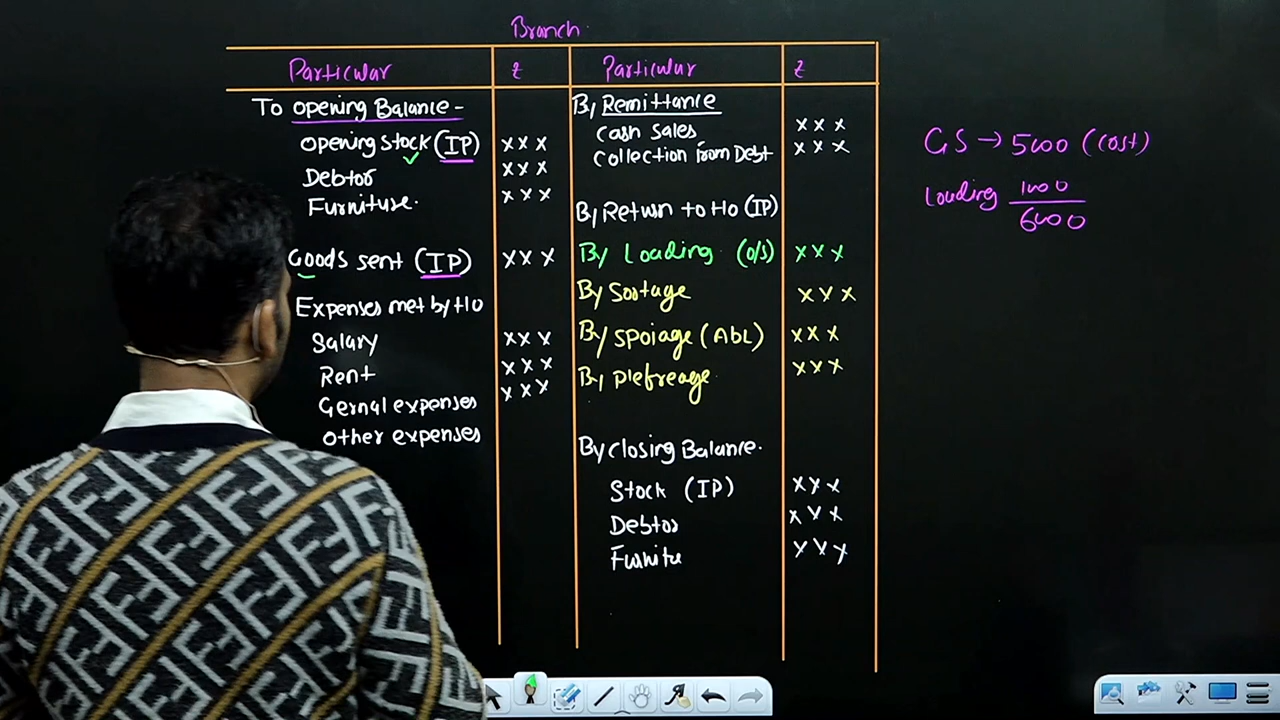 Branch
Particular ₹ Particular ₹
To Opening Balance -
Opening Stock (IP) xxx
Debtor xxx
Furniture. xxx
Goods sent (IP) xxx
Expenses met by HO
Salary xxx
Rent xxx
Gernal expenses xxx
Other expenses
By Remittance
Cash Sales xxx
Collection from Debt xxx
By Return to HO (IP)
By Loading (O/S) xxx
By Sortage xxx
By Spoiage (AbL) xxx
By Plefreage xxx
By Closing Balance.
Stock (IP) xxx
Debtor xxx
Furnitu xxx
GS → 5000 (cost)
Loading 1000
6000